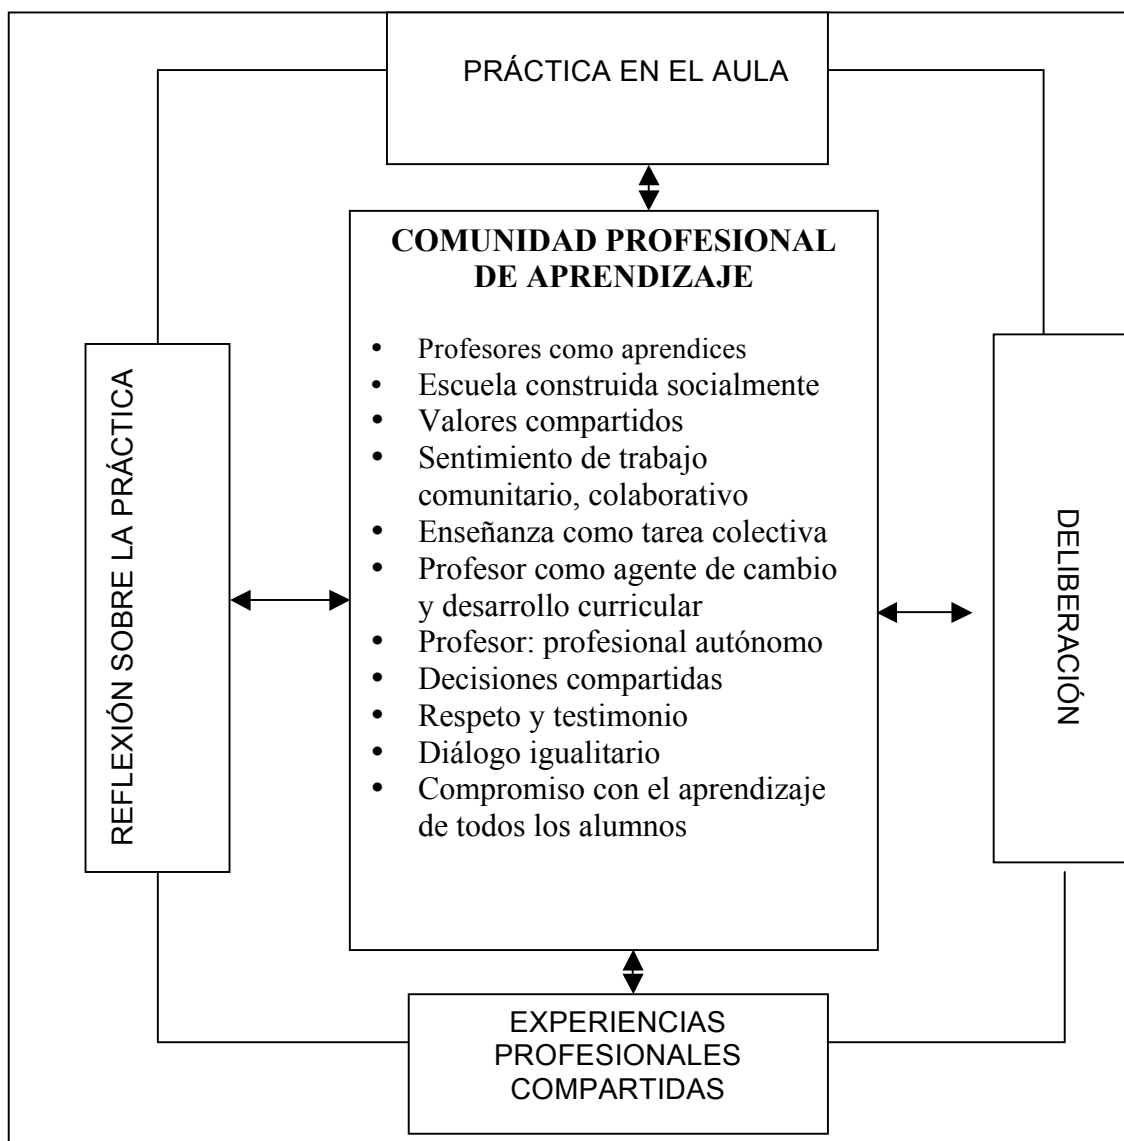 PRÁCTICA EN EL AULA
COMUNIDAD PROFESIONAL
DE APRENDIZAJE
• Profesores como aprendices
• Escuela construida socialmente
• Valores compartidos
• Sentimiento de trabajo
comunitario, colaborativo
• Enseñanza como tarea colectiva
• Profesor como agente de cambio
y desarrollo curricular
• Profesor: profesional autónomo
• Decisiones compartidas
• Respeto y testimonio
• Diálogo igualitario
• Compromiso con el aprendizaje
de todos los alumnos
REFLEXIÓN SOBRE LA PRÁCTICA
DELIBERACIÓN
EXPERIENCIAS
PROFESIONALES
COMPARTIDAS